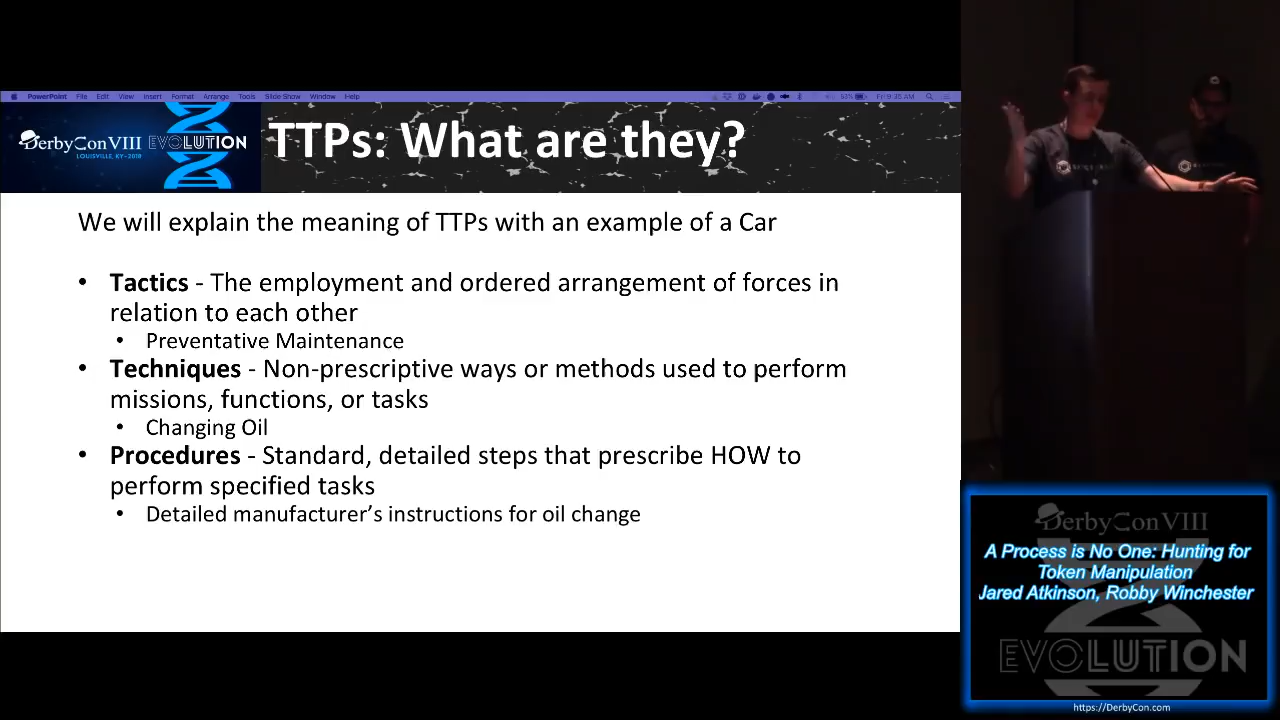 PowerPoint File Edit View Insert Format Arrange Tools Slide Show Window Help 53% Fri 9:35 AM
DerbyCon VIII EVOLUTION
LOUISVILLE, KY-2018
TTPs: What are they?
We will explain the meaning of TTPs with an example of a Car
• Tactics - The employment and ordered arrangement of forces in
relation to each other
• Preventative Maintenance
• Techniques - Non-prescriptive ways or methods used to perform
missions, functions, or tasks
• Changing Oil
• Procedures - Standard, detailed steps that prescribe HOW to
perform specified tasks
• Detailed manufacturer's instructions for oil change
DerbyCon VIII
A Process is No One: Hunting for
Token Manipulation
Jared Atkinson, Robby Winchester
EVOLUTION
https://DerbyCon.com